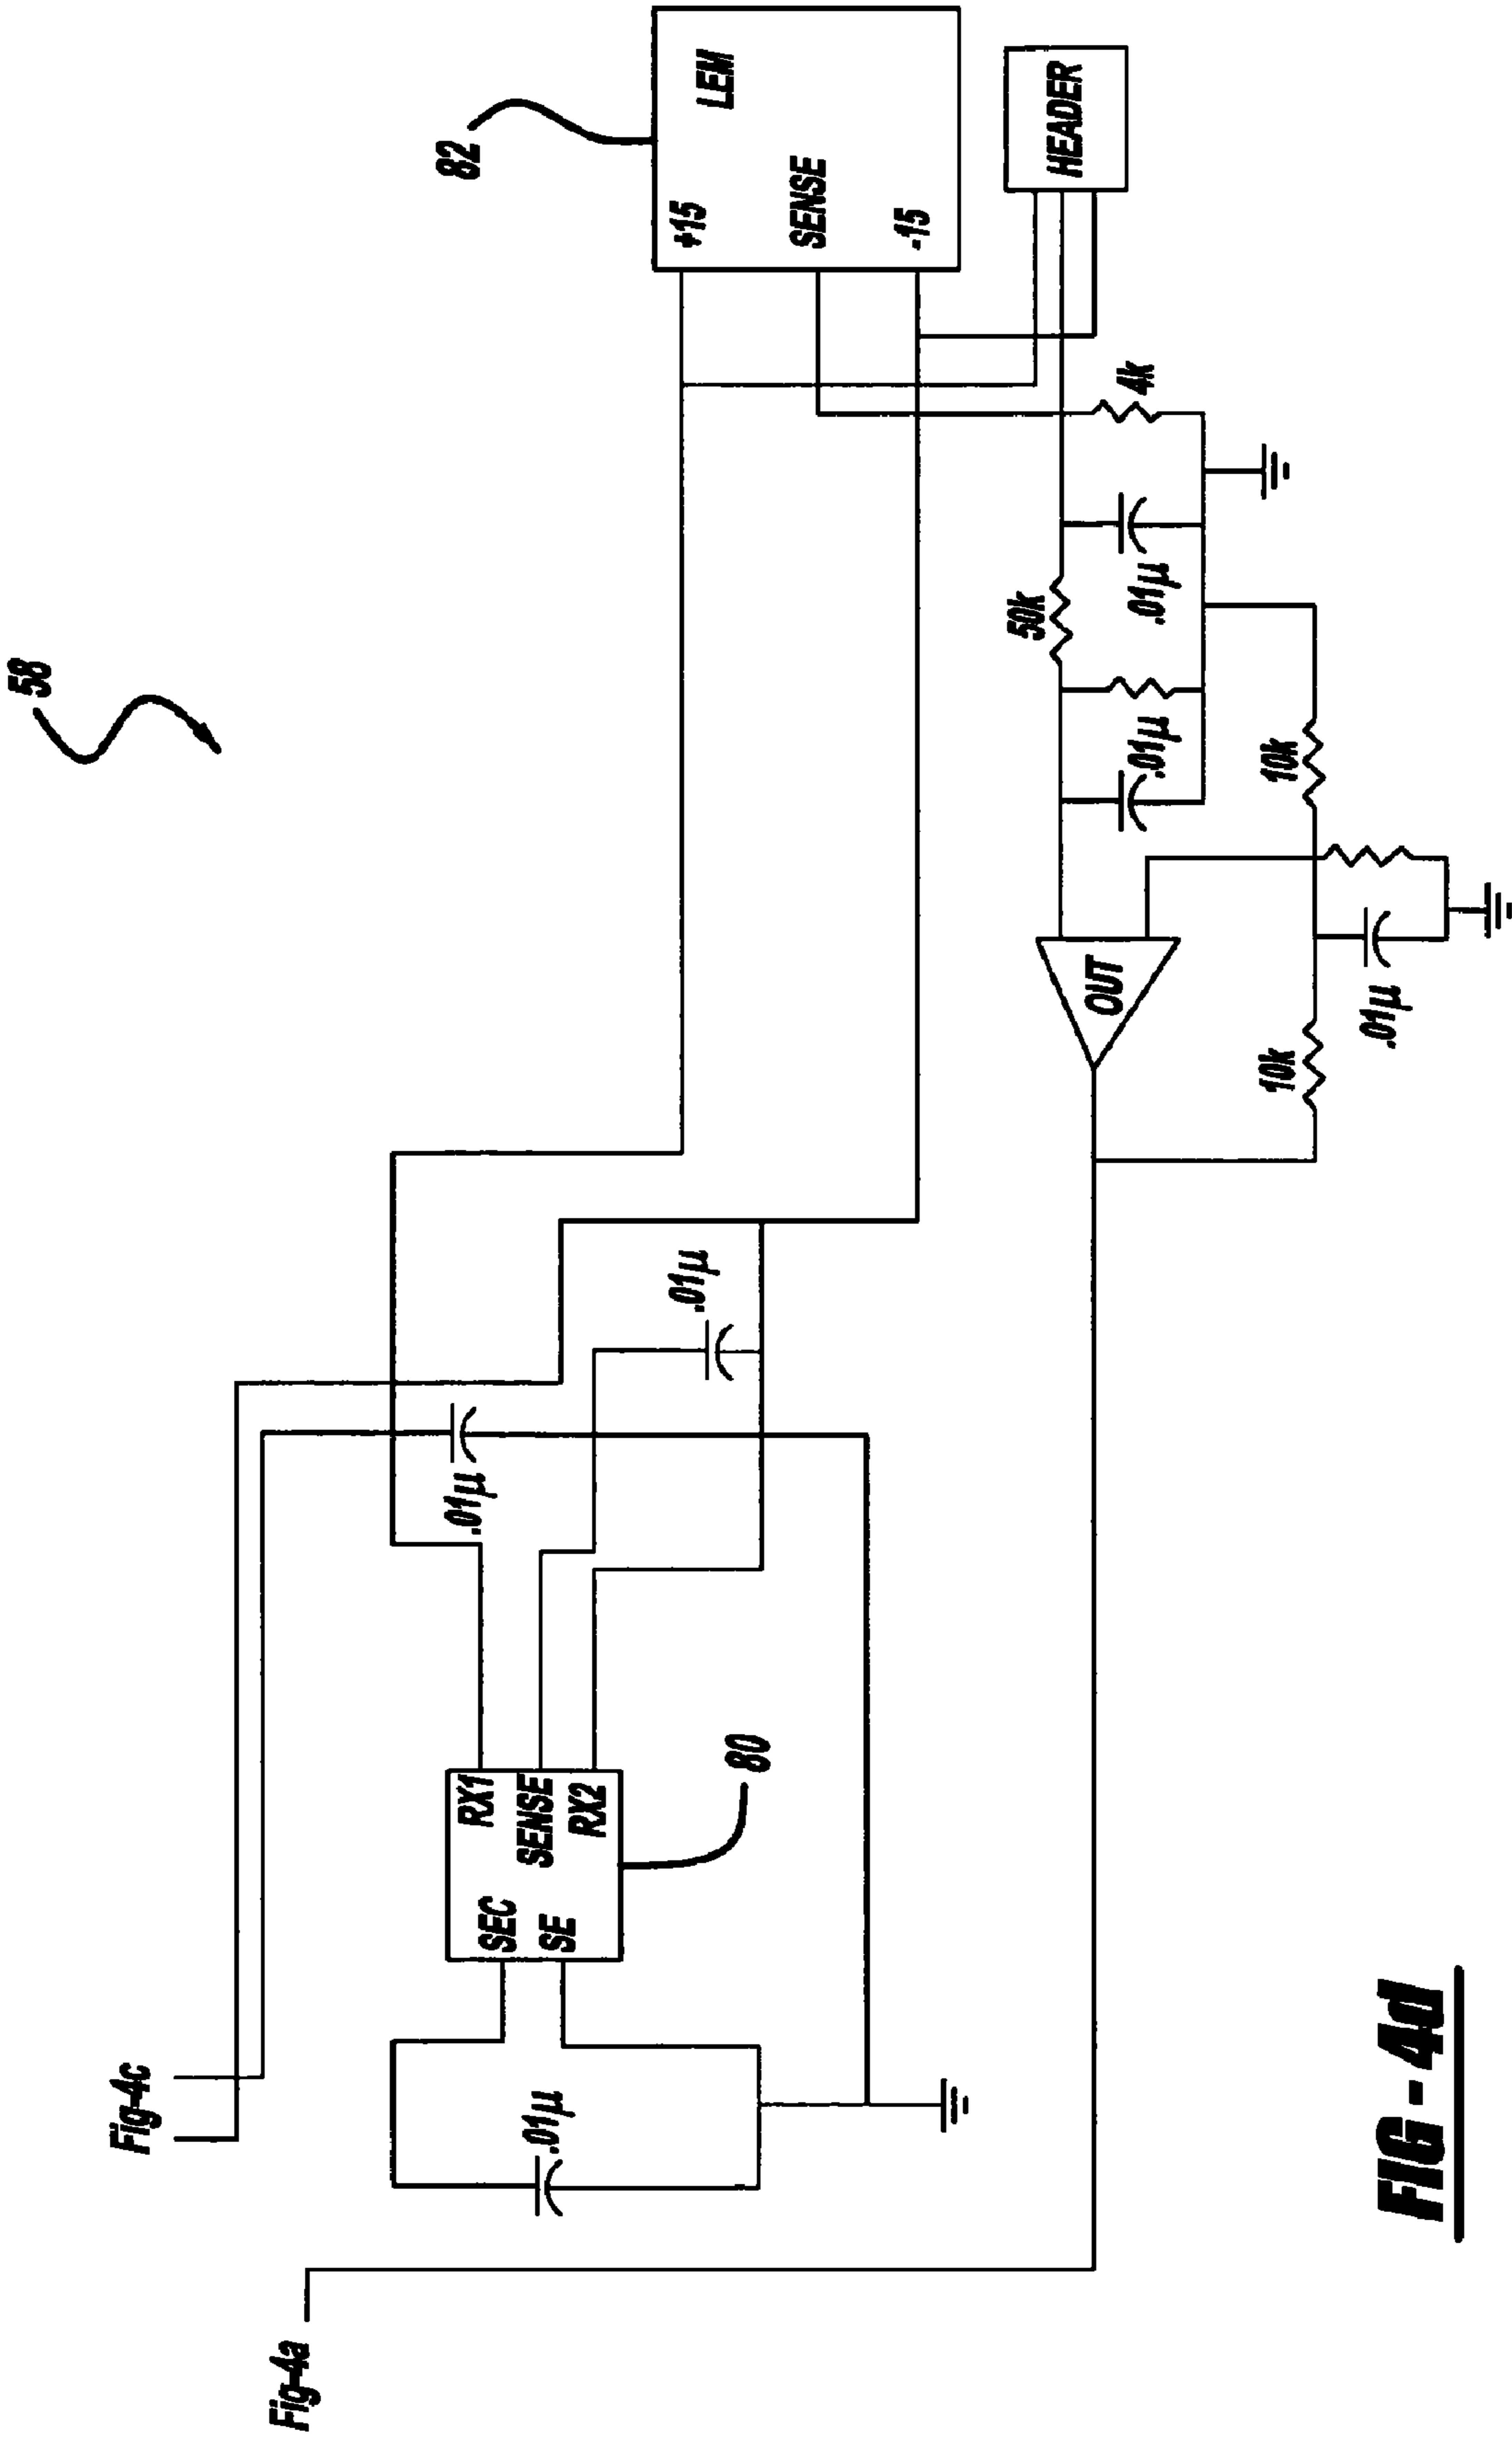 58
82
LEM
+15
SENSE
-15
HEADER
4k
.01µ
50k
.01µ
10k
OUT
10k
.01µ
.01µ
.01µ
RX1
SENSE
RX2
SEC
SE
80
.01µ
Fig-4c
Fig-4a
FIG - 4d